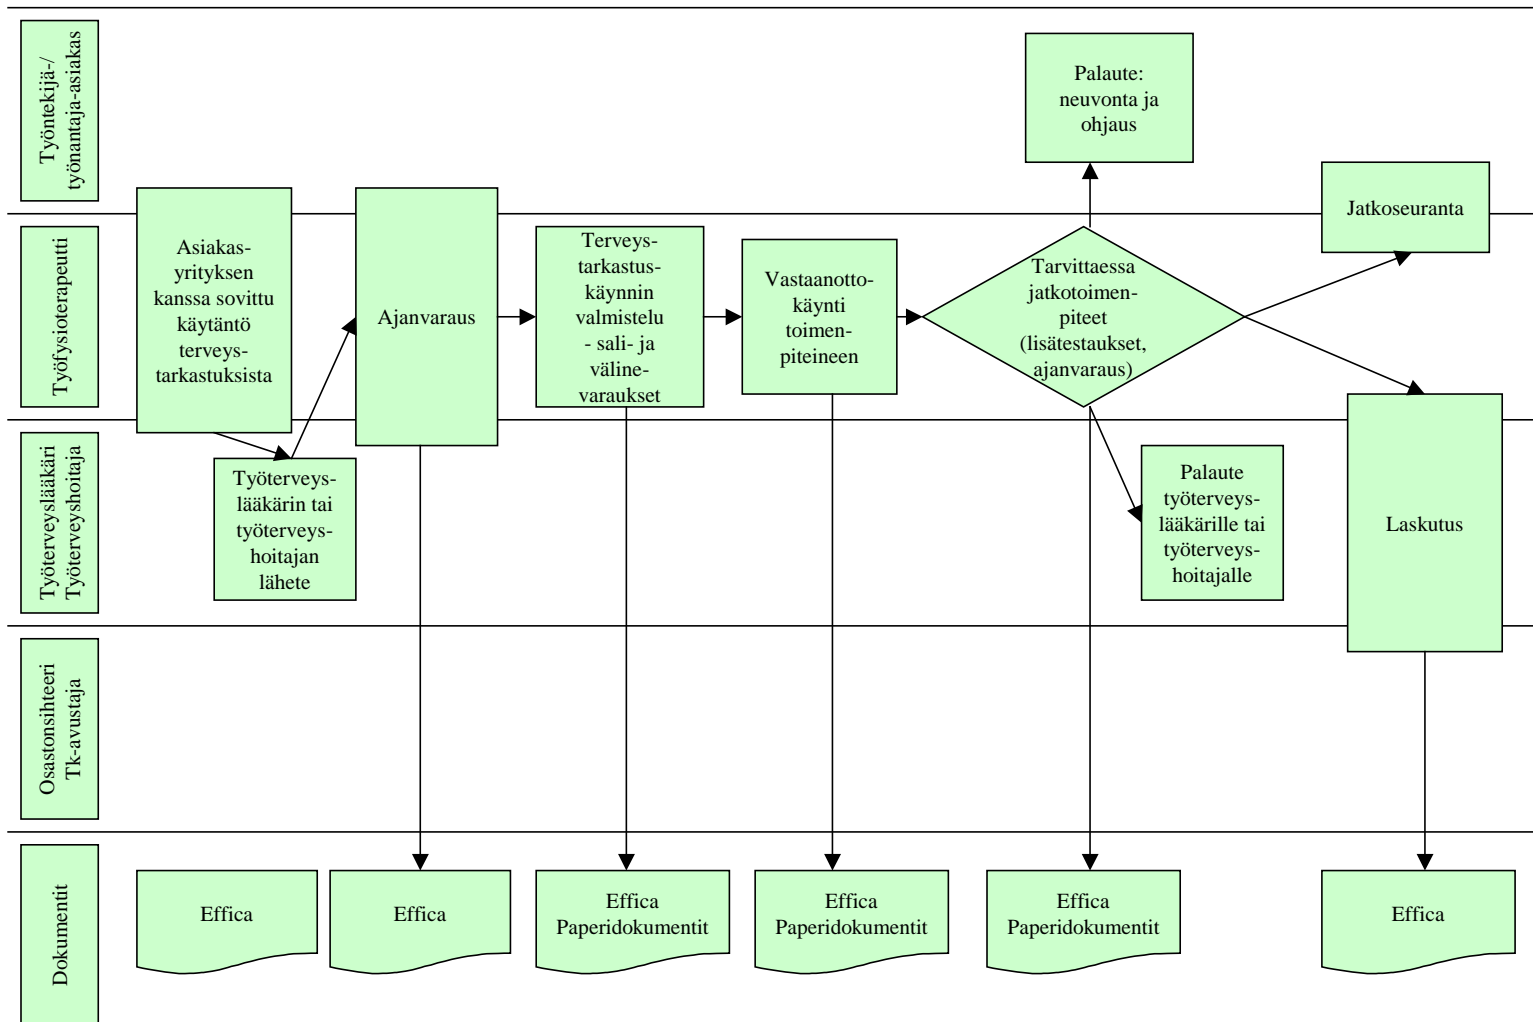 Työntekijä-/
työnantaja-asiakas
Palaute:
neuvonta ja
ohjaus
Työfysioterapeutti
Asiakas-
yrityksen
kanssa sovittu
käytäntö
terveys-
tarkastuksista
Ajanvaraus
Terveys-
tarkastus-
käynnin
valmistelu
- sali- ja
väline-
varaukset
Vastaanotto-
käynti
toimen-
piteineen
Tarvittaessa
jatkotoimen-
piteet
(lisätestaukset,
ajanvaraus)
Jatkoseuranta
Työterveyslääkäri
Työterveyshoitaja
Työterveys-
lääkärin tai
työterveys-
hoitajan
lähete
Palaute
työterveys-
lääkärille tai
työterveys-
hoitajalle
Laskutus
Osastonsihteeri
Tk-avustaja
Dokumentit
Effica
Effica
Effica
Paperidokumentit
Effica
Paperidokumentit
Effica
Paperidokumentit
Effica